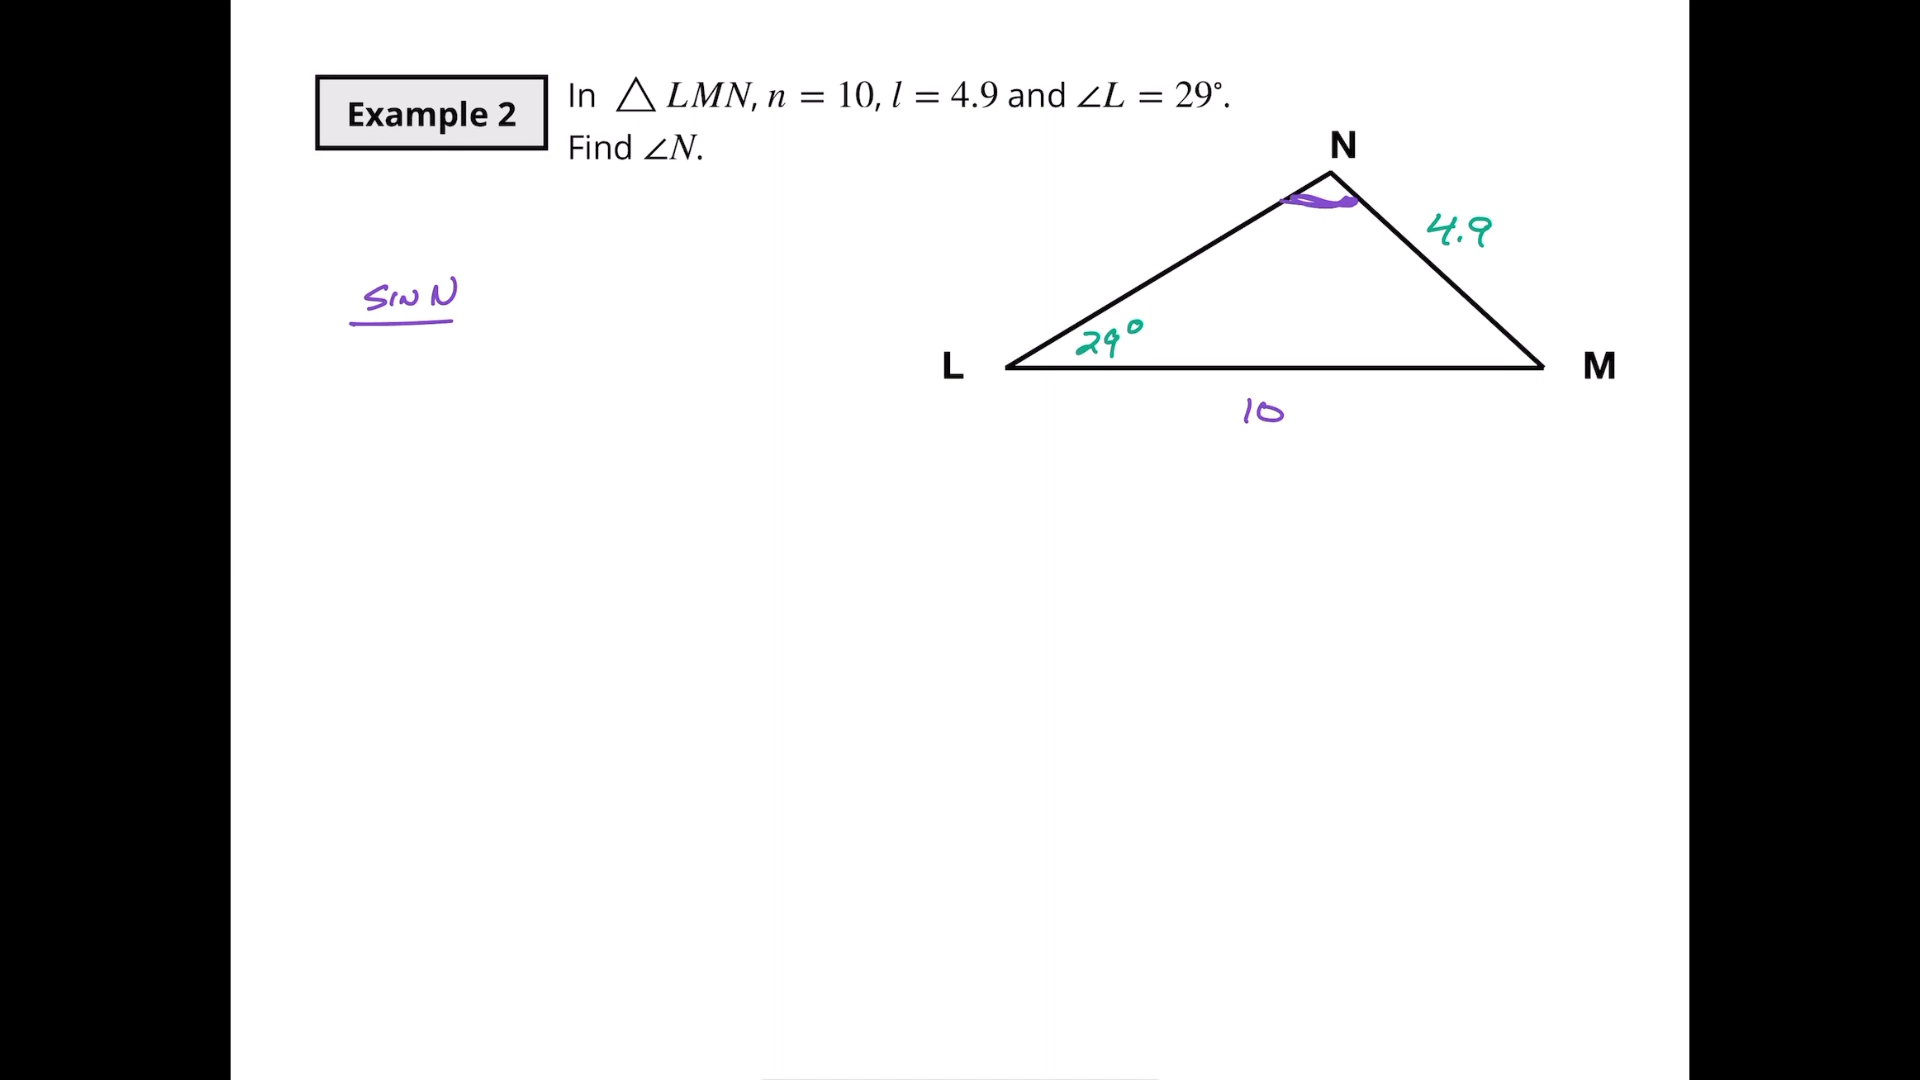 Example 2
In △ LMN, n = 10, l = 4.9 and ∠L = 29°.
Find ∠N.
N
4.9
sin N
29°
L
M
10